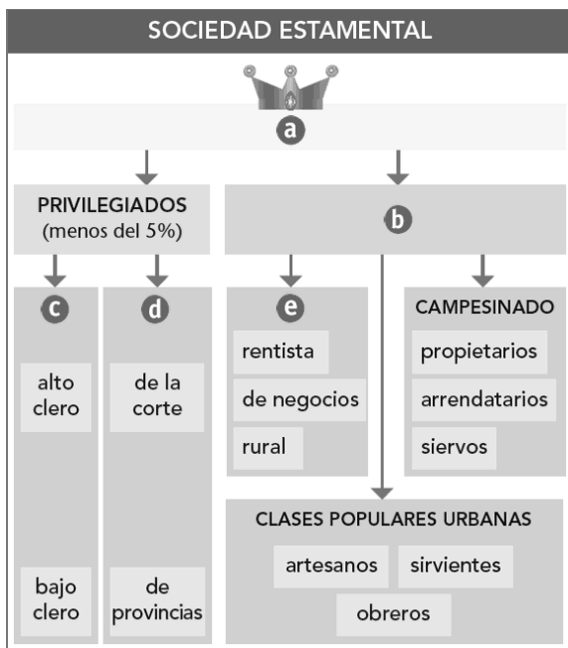 SOCIEDAD ESTAMENTAL
a
PRIVILEGIADOS
(menos del 5%)
b
c
d
e
CAMPESINADO
alto
clero
de la
corte
rentista
de negocios
rural
propietarios
arrendatarios
siervos
bajo
clero
de
provincias
CLASES POPULARES URBANAS
artesanos
sirvientes
obreros